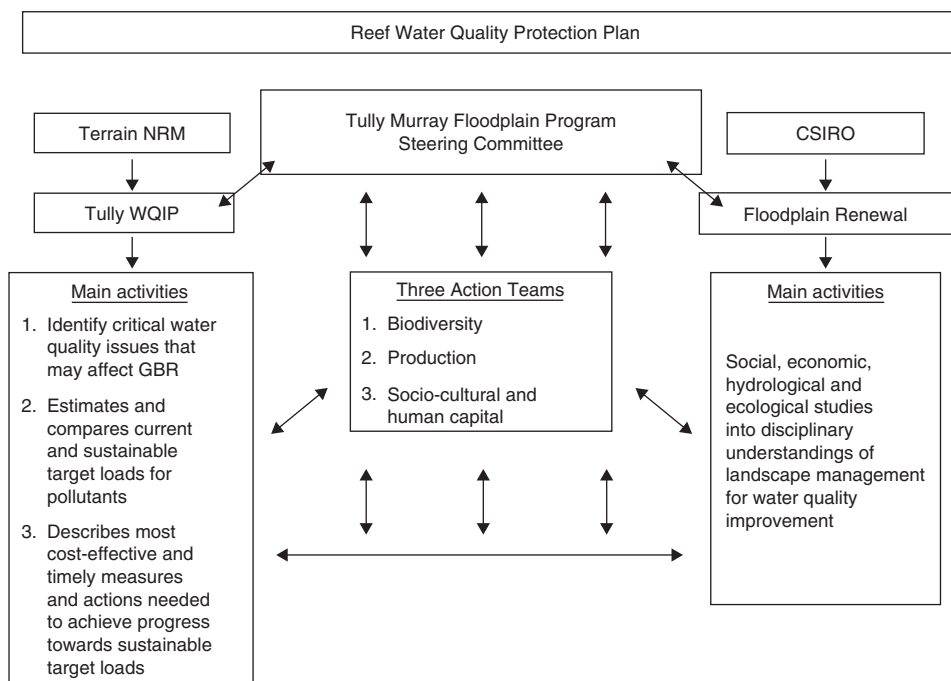 Reef Water Quality Protection Plan
Tully Murray Floodplain Program
Steering Committee
Terrain NRM
CSIRO
Tully WQIP
Floodplain Renewal
Main activities
1. Identify critical water
quality issues that
may affect GBR
2. Estimates and
compares current
and sustainable
target loads for
pollutants
3. Describes most
cost-effective and
timely measures
and actions needed
to achieve progress
towards sustainable
target loads
Three Action Teams
1. Biodiversity
2. Production
3. Socio-cultural and
human capital
Main activities
Social, economic,
hydrological and
ecological studies
into disciplinary
understandings of
landscape management
for water quality
improvement